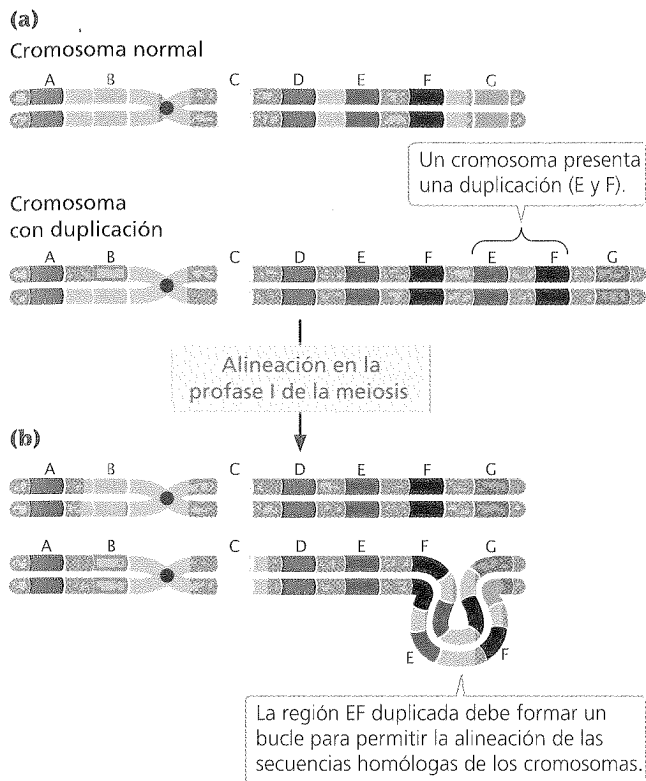 (a)
Cromosoma normal
A B C D E F G
Un cromosoma presenta
una duplicación (E y F).
Cromosoma
con duplicación
A B C D E F E F G
Alineación en la
profase I de la meiosis
(b)
A B C D E F G
A B C D E F G
E F
La región EF duplicada debe formar un
bucle para permitir la alineación de las
secuencias homólogas de los cromosomas.